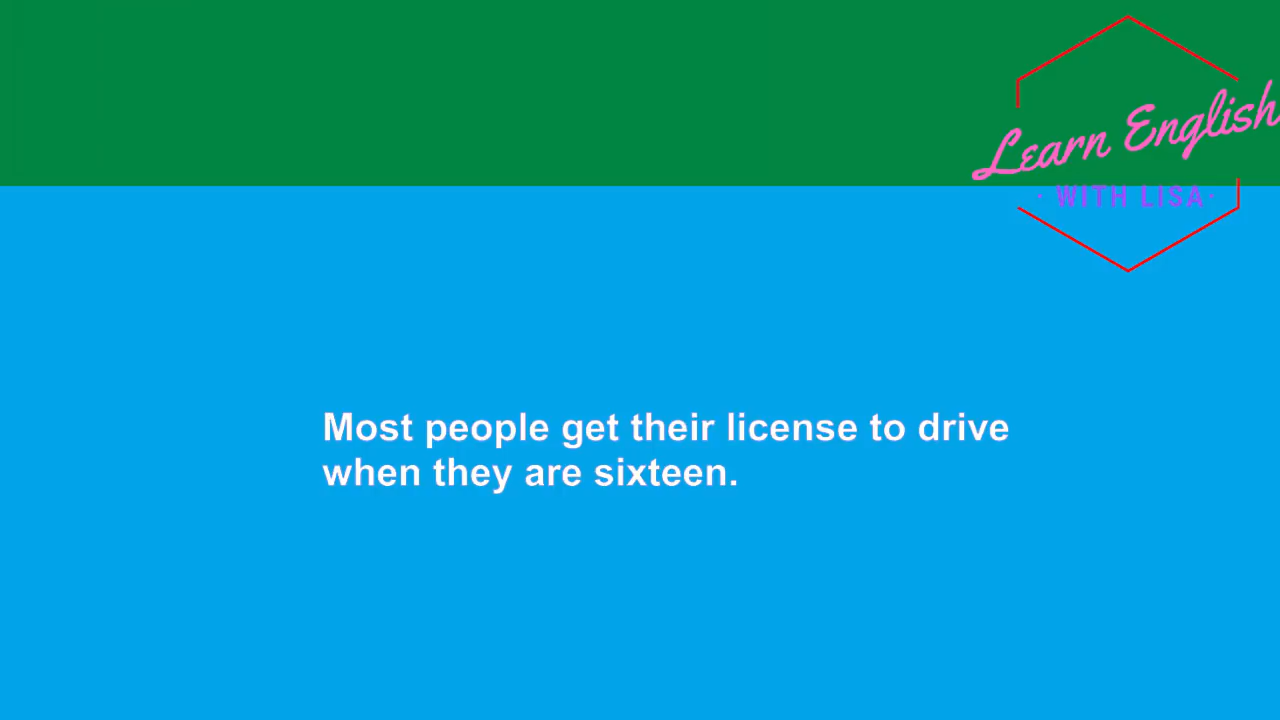 Learn English
· WITH LISA·
Most people get their license to drive
when they are sixteen.